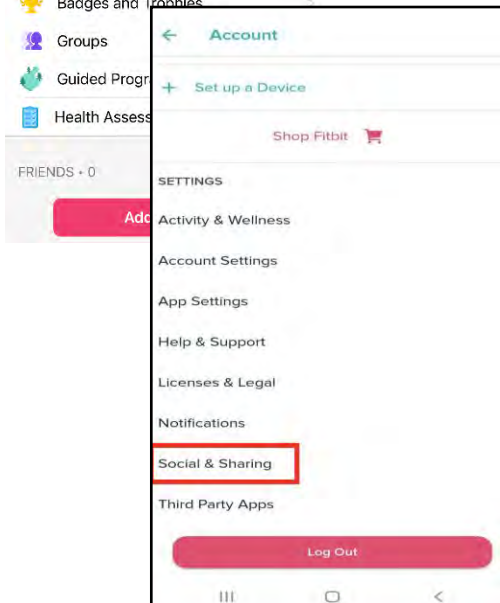 Badges and Trophies
Groups
Guided Progr
Health Assess
FRIENDS • 0
Add
← Account
+ Set up a Device
Shop Fitbit
SETTINGS
Activity & Wellness
Account Settings
App Settings
Help & Support
Licenses & Legal
Notifications
Social & Sharing
Third Party Apps
Log Out